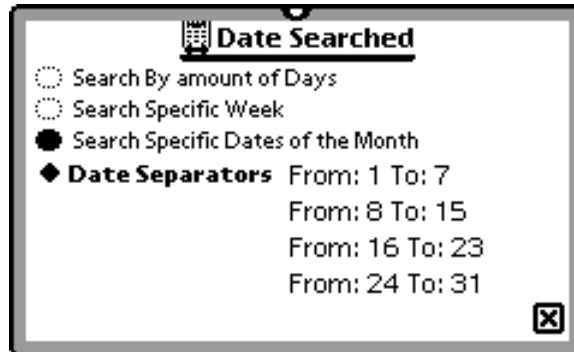 Date Searched
Search By amount of Days
Search Specific Week
Search Specific Dates of the Month
Date Separators From: 1 To: 7
From: 8 To: 15
From: 16 To: 23
From: 24 To: 31